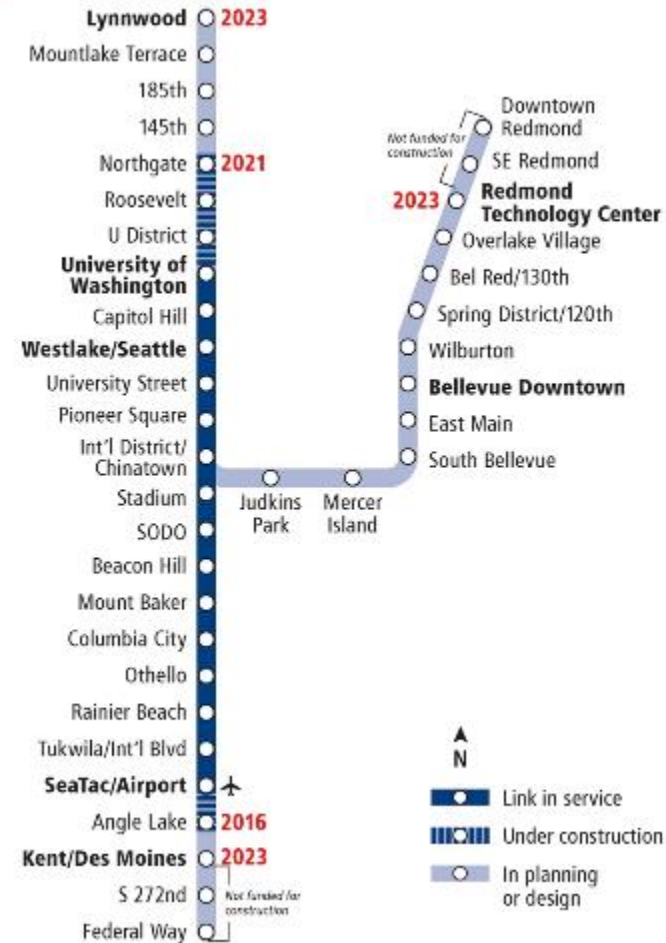 Lynnwood 2023
Mountlake Terrace
185th
145th
Northgate 2021
Roosevelt
U District
University of
Washington
Capitol Hill
Westlake/Seattle
University Street
Pioneer Square
Int'l District/
Chinatown
Stadium
SODO
Beacon Hill
Mount Baker
Columbia City
Othello
Rainier Beach
Tukwila/Int'l Blvd
SeaTac/Airport
Angle Lake 2016
Kent/Des Moines 2023
S 272nd
Federal Way
Not funded for
construction
Judkins
Park
Mercer
Island
Downtown
Redmond
Not funded for
construction
SE Redmond
2023 Redmond
Technology Center
Overlake Village
Bel Red/130th
Spring District/120th
Wilburton
Bellevue Downtown
East Main
South Bellevue
N
Link in service
Under construction
In planning
or design